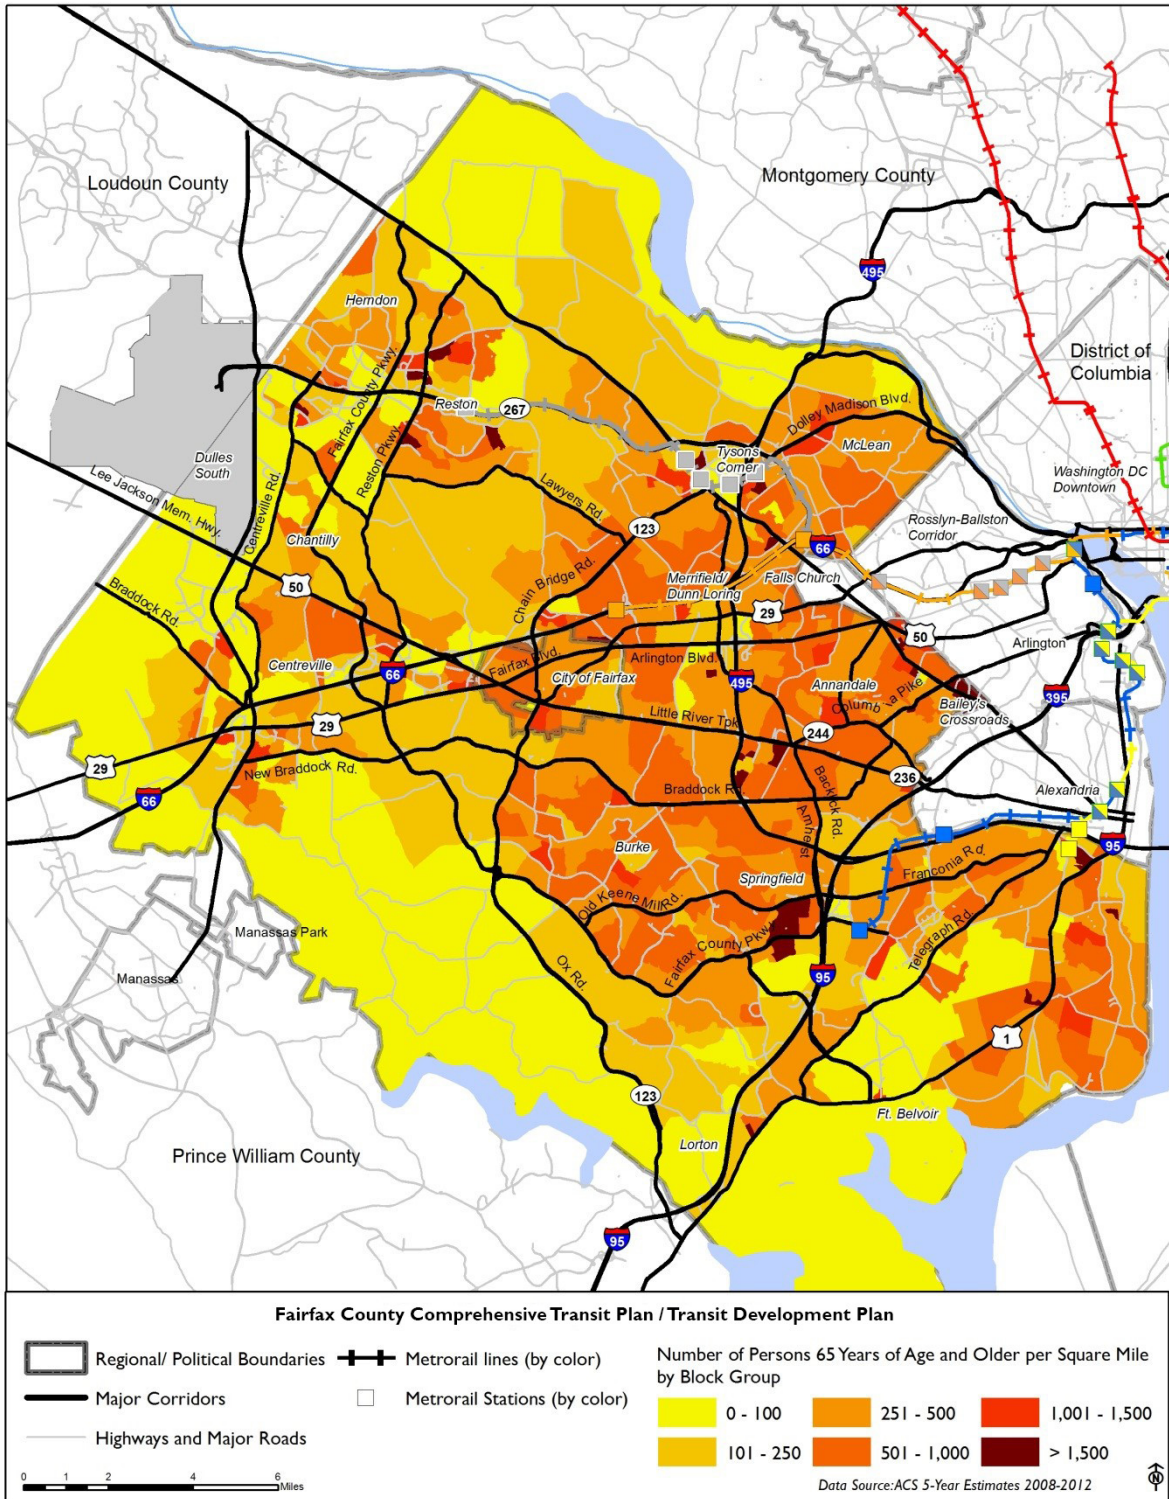 Loudoun County
Montgomery County
495
Herndon
District of
Columbia
Fairfax County Pkwy.
Reston
267
Dolley Madison Blvd.
McLean
Reston Pkwy.
Dulles
South
Tysons
Corner
Washington DC
Downtown
Lee Jackson Mem. Hwy.
Centreville Rd.
Lawyers Rd.
123
Rosslyn-Ballston
Corridor
Chantilly
66
Chain Bridge Rd.
Merrifield/
Dunn Loring
Falls Church
50
29
Braddock Rd.
50
Arlington
Centreville
66
Fairfax Blvd.
Arlington Blvd.
City of Fairfax
495
Annandale
Columbia Pike
395
Bailey's
Crossroads
Little River Tpk.
29
244
29
New Braddock Rd.
236
66
Braddock Rd.
Backlick Rd.
Alexandria
Amherst
95
Burke
Springfield
Franconia Rd.
Old Keene Mill Rd.
Manassas Park
Fairfax County Pkwy.
Telegraph Rd.
Ox Rd.
Manassas
95
1
123
Ft. Belvoir
Lorton
Prince William County
95
Fairfax County Comprehensive Transit Plan / Transit Development Plan
Regional/ Political Boundaries
Metrorail lines (by color)
Major Corridors
Metrorail Stations (by color)
Highways and Major Roads
0 1 2 4 6
Miles
Number of Persons 65 Years of Age and Older per Square Mile
by Block Group
0 - 100
251 - 500
1,001 - 1,500
101 - 250
501 - 1,000
> 1,500
Data Source:ACS 5-Year Estimates 2008-2012
N